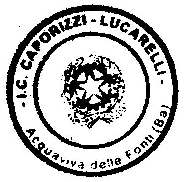 - I.C. CAPORIZZI - LUCARELLI -
Acquaviva delle Fonti (Ba)